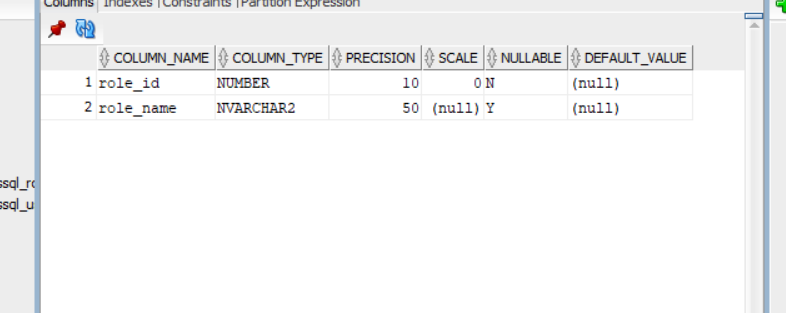 Columns | Indexes | Constraints | Partition Expression
COLUMN_NAME COLUMN_TYPE PRECISION SCALE NULLABLE DEFAULT_VALUE
1 role_id NUMBER 10 0 N (null)
2 role_name NVARCHAR2 50 (null) Y (null)
ssql_ro
ssql_u